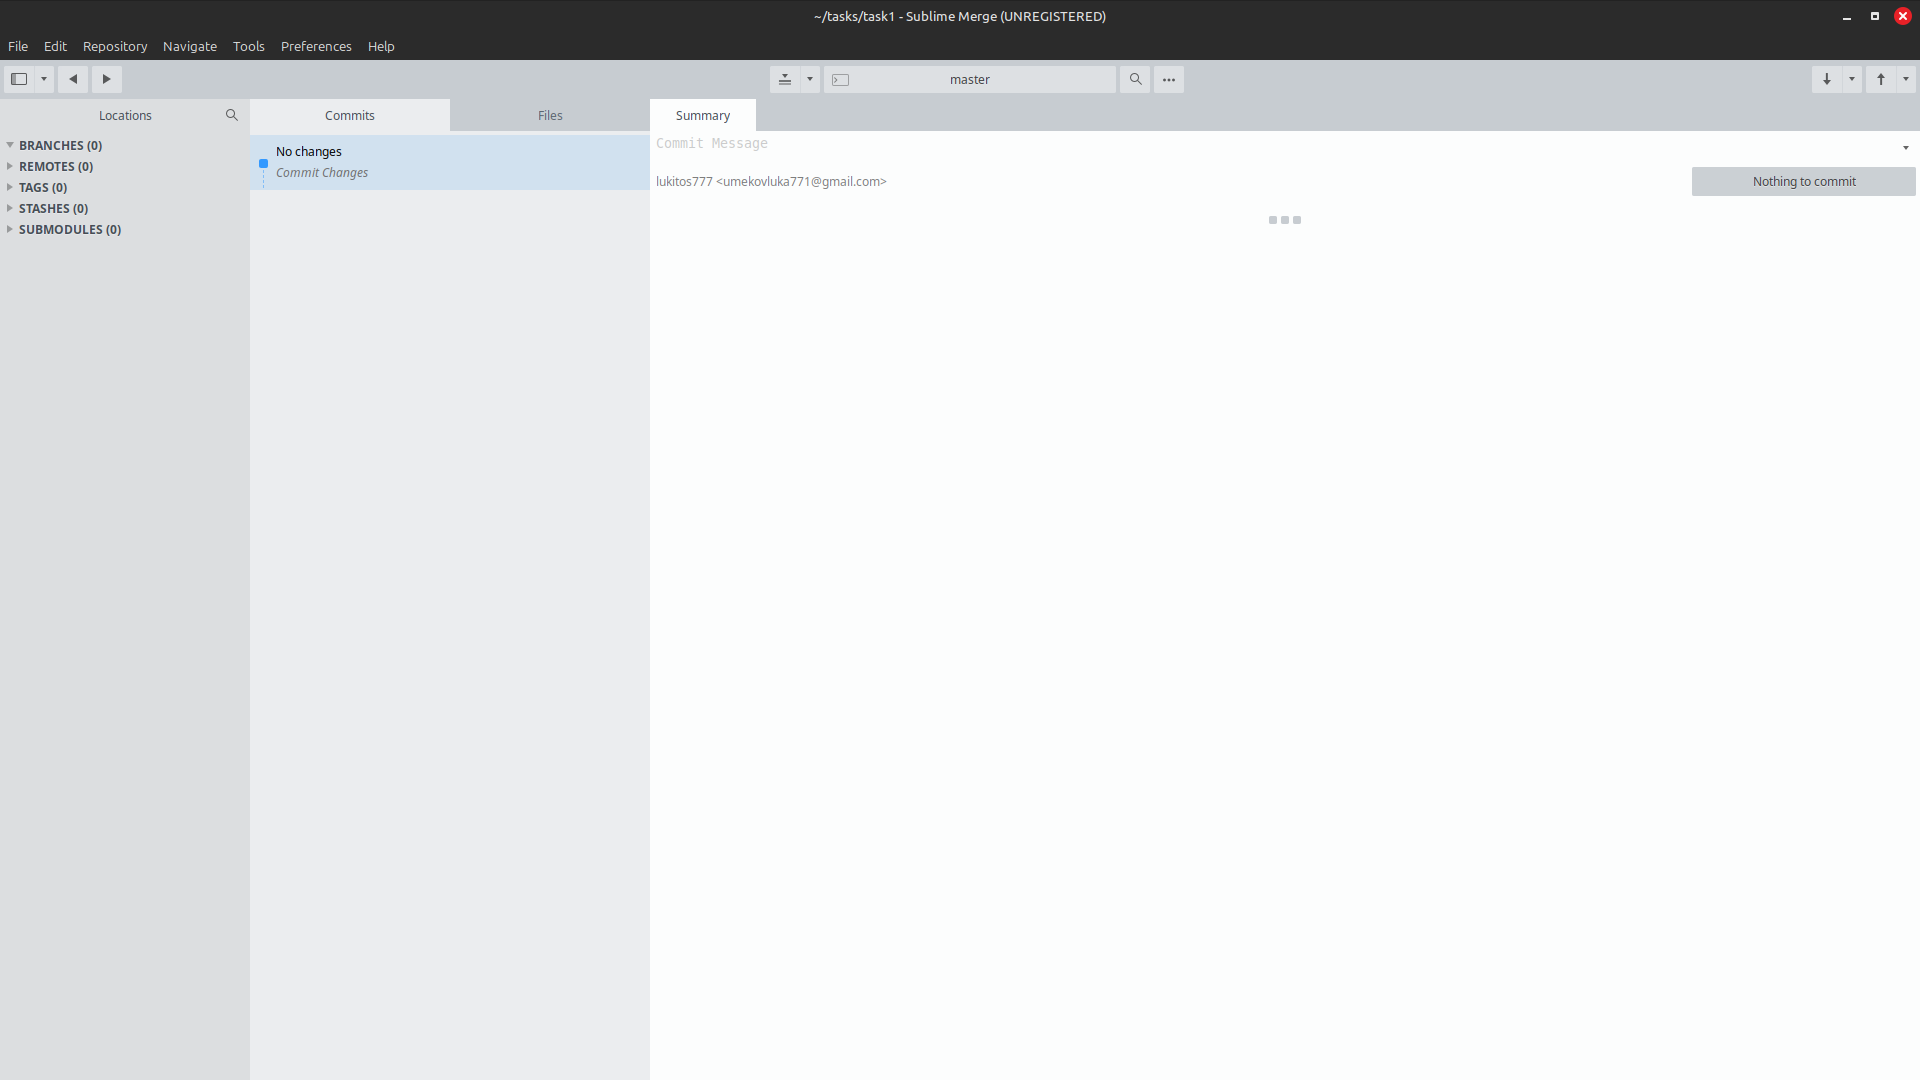 ~/tasks/task1 - Sublime Merge (UNREGISTERED)
File Edit Repository Navigate Tools Preferences Help
master
Locations
Commits
Files
Summary
BRANCHES (0)
REMOTES (0)
TAGS (0)
STASHES (0)
SUBMODULES (0)
No changes
Commit Changes
Commit Message
lukitos777 <umekovluka771@gmail.com>
Nothing to commit